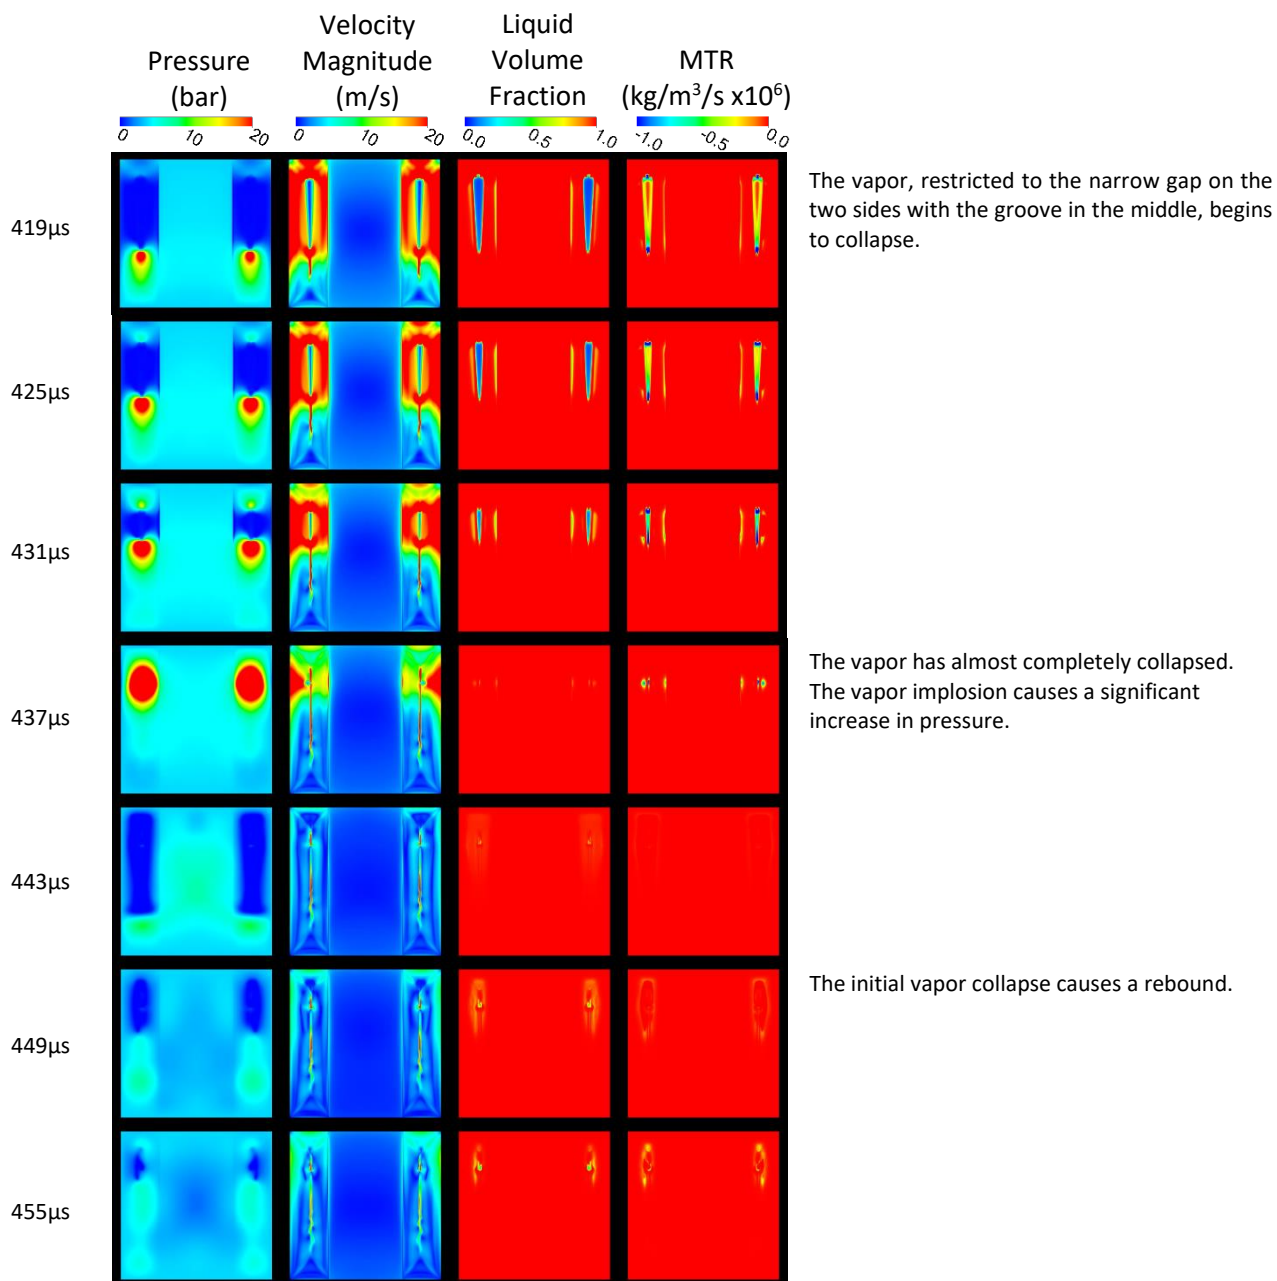 Pressure
(bar)
Velocity
Magnitude
(m/s)
Liquid
Volume
Fraction
MTR
(kg/m³/s x10⁶)
0 10 20
0 10 20
0.0 0.5 1.0
-1.0 -0.5 0.0
419µs
The vapor, restricted to the narrow gap on the
two sides with the groove in the middle, begins
to collapse.
425µs
431µs
437µs
The vapor has almost completely collapsed.
The vapor implosion causes a significant
increase in pressure.
443µs
449µs
The initial vapor collapse causes a rebound.
455µs